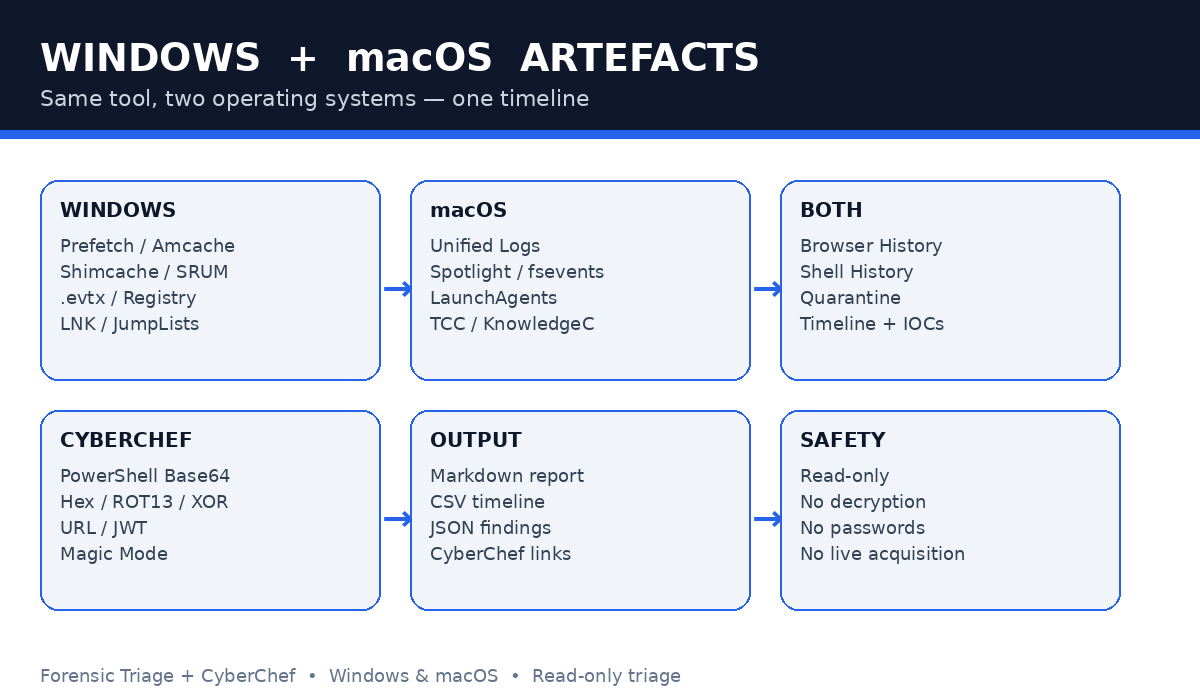 WINDOWS + macOS ARTEFACTS
Same tool, two operating systems — one timeline
WINDOWS
Prefetch / Amcache
Shimcache / SRUM
.evtx / Registry
LNK / JumpLists
→
macOS
Unified Logs
Spotlight / fsevents
LaunchAgents
TCC / KnowledgeC
→
BOTH
Browser History
Shell History
Quarantine
Timeline + IOCs
CYBERCHEF
PowerShell Base64
Hex / ROT13 / XOR
URL / JWT
Magic Mode
→
OUTPUT
Markdown report
CSV timeline
JSON findings
CyberChef links
→
SAFETY
Read-only
No decryption
No passwords
No live acquisition
Forensic Triage + CyberChef • Windows & macOS • Read-only triage